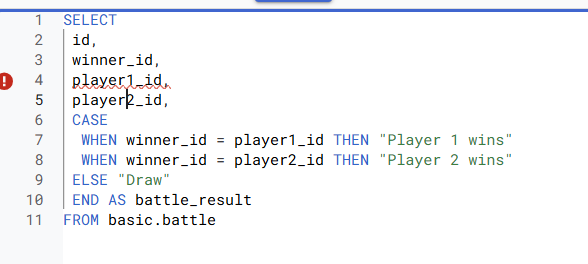 1 SELECT
2 id,
3 winner_id,
4 player1_id,
5 player2_id,
6 CASE
7 WHEN winner_id = player1_id THEN "Player 1 wins"
8 WHEN winner_id = player2_id THEN "Player 2 wins"
9 ELSE "Draw"
10 END AS battle_result
11 FROM basic.battle